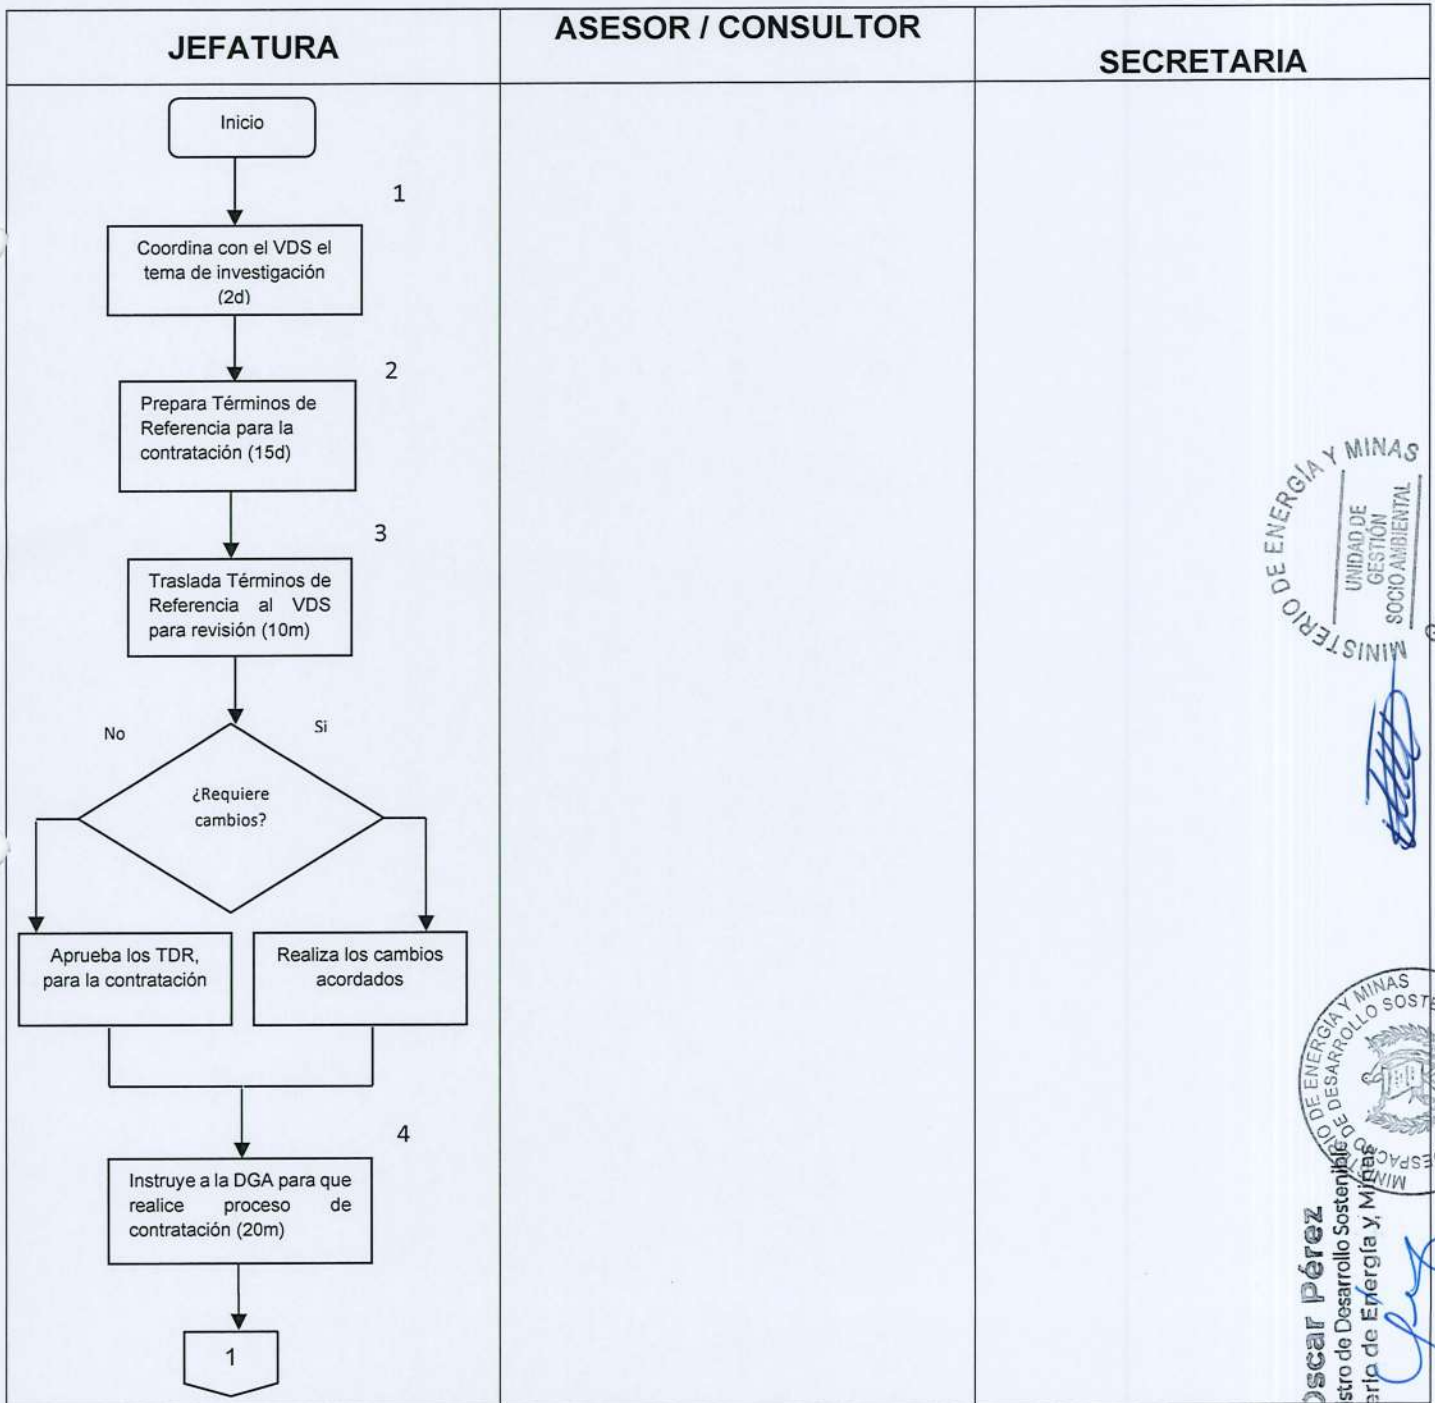 JEFATURA
ASESOR / CONSULTOR
SECRETARIA
Inicio
1
Coordina con el VDS el
tema de investigación
(2d)
2
Prepara Términos de
Referencia para la
contratación (15d)
3
Traslada Términos de
Referencia al VDS
para revisión (10m)
No
Si
¿Requiere
cambios?
Aprueba los TDR,
para la contratación
Realiza los cambios
acordados
4
Instruye a la DGA para que
realice proceso de
contratación (20m)
1
MINISTERIO DE ENERGÍA Y MINAS
UNIDAD DE
GESTIÓN
SOCIO AMBIENTAL
MINISTERIO DE ENERGIA Y MINAS
DE DESARROLLO SOSTE
Oscar Pérez
stro de Desarrollo Sostenible
erio de Energía y Minas